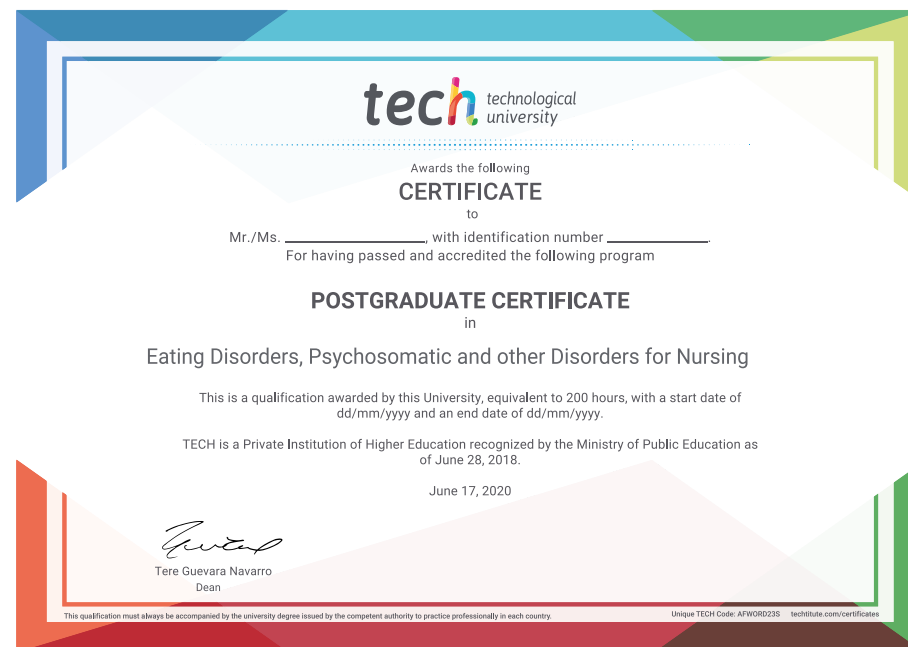 tech technological
university
Awards the following
CERTIFICATE
to
Mr./Ms. ____________________, with identification number ______________.
For having passed and accredited the following program
POSTGRADUATE CERTIFICATE
in
Eating Disorders, Psychosomatic and other Disorders for Nursing
This is a qualification awarded by this University, equivalent to 200 hours, with a start date of
dd/mm/yyyy and an end date of dd/mm/yyyy.
TECH is a Private Institution of Higher Education recognized by the Ministry of Public Education as
of June 28, 2018.
June 17, 2020
Tere Guevara Navarro
Dean
This qualification must always be accompanied by the university degree issued by the competent authority to practice professionally in each country.
Unique TECH Code: AFWORD23S techtitute.com/certificates